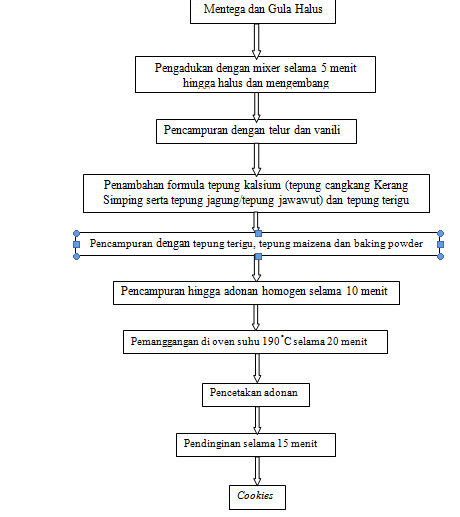 Mentega dan Gula Halus
Pengadukan dengan mixer selama 5 menit
hingga halus dan mengembang
Pencampuran dengan telur dan vanili
Penambahan formula tepung kalsium (tepung cangkang Kerang
Simping serta tepung jagung/tepung jawawut) dan tepung terigu
Pencampuran dengan tepung terigu, tepung maizena dan baking powder
Pencampuran hingga adonan homogen selama 10 menit
Pemanggangan di oven suhu 190°C selama 20 menit
Pencetakan adonan
Pendinginan selama 15 menit
Cookies